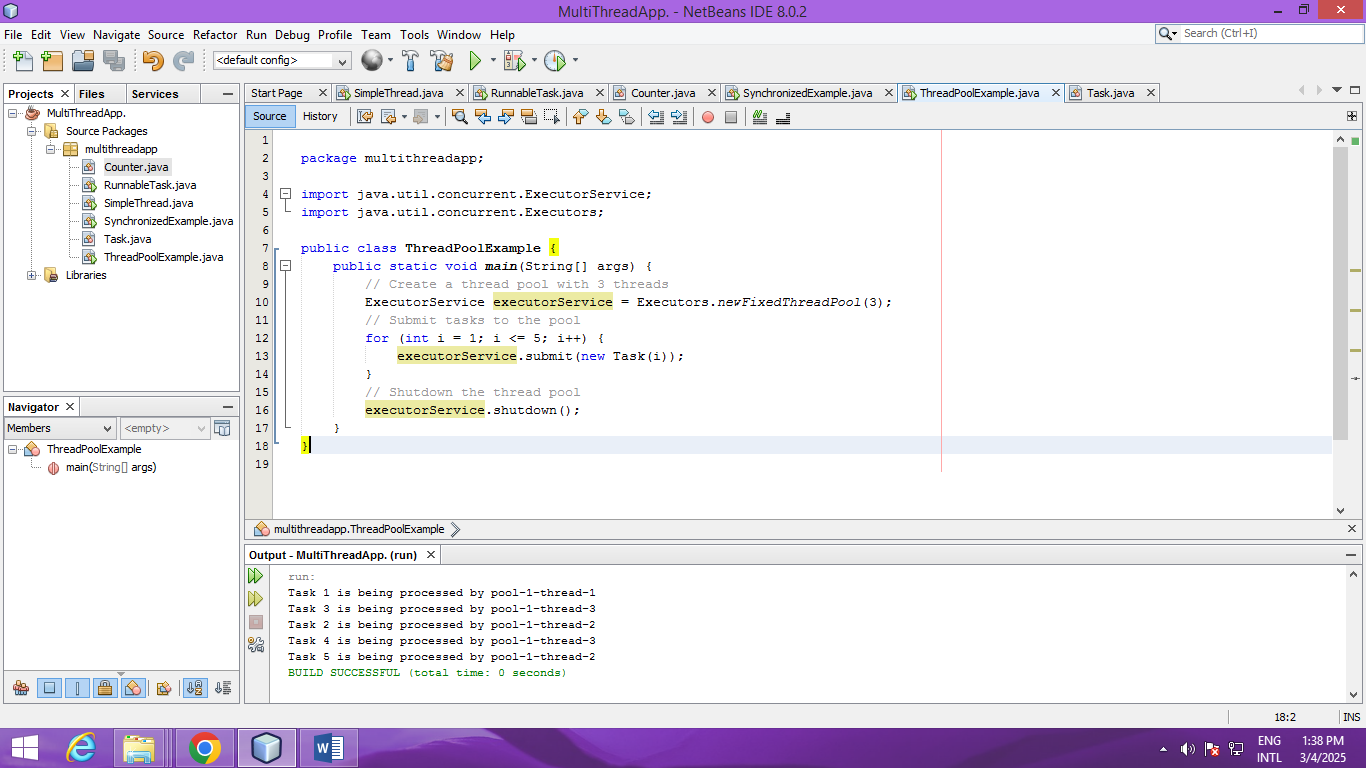 MultiThreadApp. - NetBeans IDE 8.0.2
File Edit View Navigate Source Refactor Run Debug Profile Team Tools Window Help
Search (Ctrl+I)
<default config>
Projects Files Services
MultiThreadApp.
Source Packages
multithreadapp
Counter.java
RunnableTask.java
SimpleThread.java
SynchronizedExample.java
Task.java
ThreadPoolExample.java
Libraries
Navigator
Members <empty>
ThreadPoolExample
main(String[] args)
Start Page SimpleThread.java RunnableTask.java Counter.java SynchronizedExample.java ThreadPoolExample.java Task.java
Source History
1
2 package multithreadapp;
3
4 import java.util.concurrent.ExecutorService;
5 import java.util.concurrent.Executors;
6
7 public class ThreadPoolExample {
8 public static void main(String[] args) {
9 // Create a thread pool with 3 threads
10 ExecutorService executorService = Executors.newFixedThreadPool(3);
11 // Submit tasks to the pool
12 for (int i = 1; i <= 5; i++) {
13 executorService.submit(new Task(i));
14 }
15 // Shutdown the thread pool
16 executorService.shutdown();
17 }
18 }
19
multithreadapp.ThreadPoolExample
Output - MultiThreadApp. (run)
run:
Task 1 is being processed by pool-1-thread-1
Task 3 is being processed by pool-1-thread-3
Task 2 is being processed by pool-1-thread-2
Task 4 is being processed by pool-1-thread-3
Task 5 is being processed by pool-1-thread-2
BUILD SUCCESSFUL (total time: 0 seconds)
18:2 INS
ENG 1:38 PM
INTL 3/4/2025